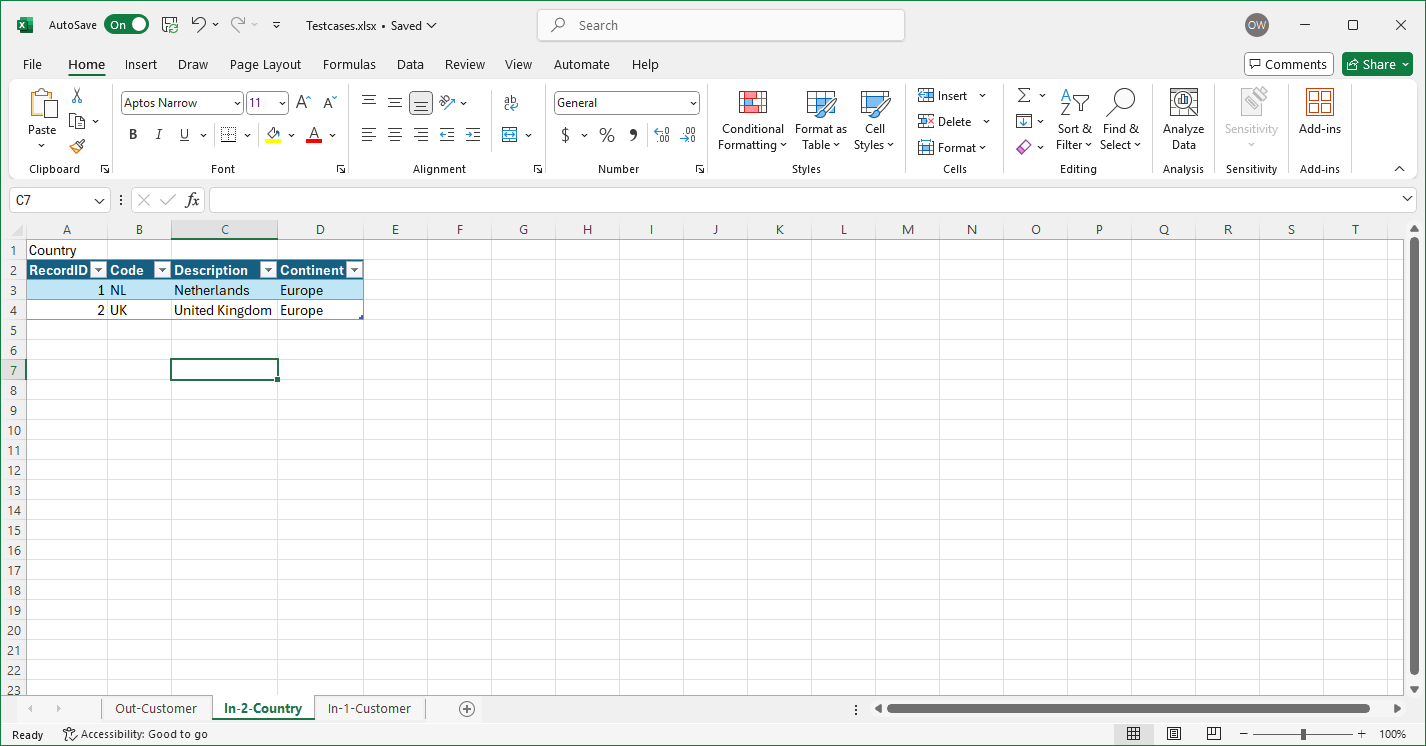 AutoSave On Testcases.xlsx • Saved Search OW
File Home Insert Draw Page Layout Formulas Data Review View Automate Help Comments Share
Paste
Clipboard
Aptos Narrow 11 A A
B I U A
Font
ab
Alignment
General
$ % 9 .00 .00
Number
Conditional Formatting
Format as Table
Cell Styles
Styles
Insert
Delete
Format
Cells
Sort & Filter
Find & Select
Editing
Analyze Data
Analysis
Sensitivity
Sensitivity
Add-ins
Add-ins
C7 fx
A B C D E F G H I J K L M N O P Q R S T
1 Country
2 RecordID Code Description Continent
3 1 NL Netherlands Europe
4 2 UK United Kingdom Europe
5
6
7
8
9
10
11
12
13
14
15
16
17
18
19
20
21
22
23
Out-Customer In-2-Country In-1-Customer
Ready Accessibility: Good to go 100%